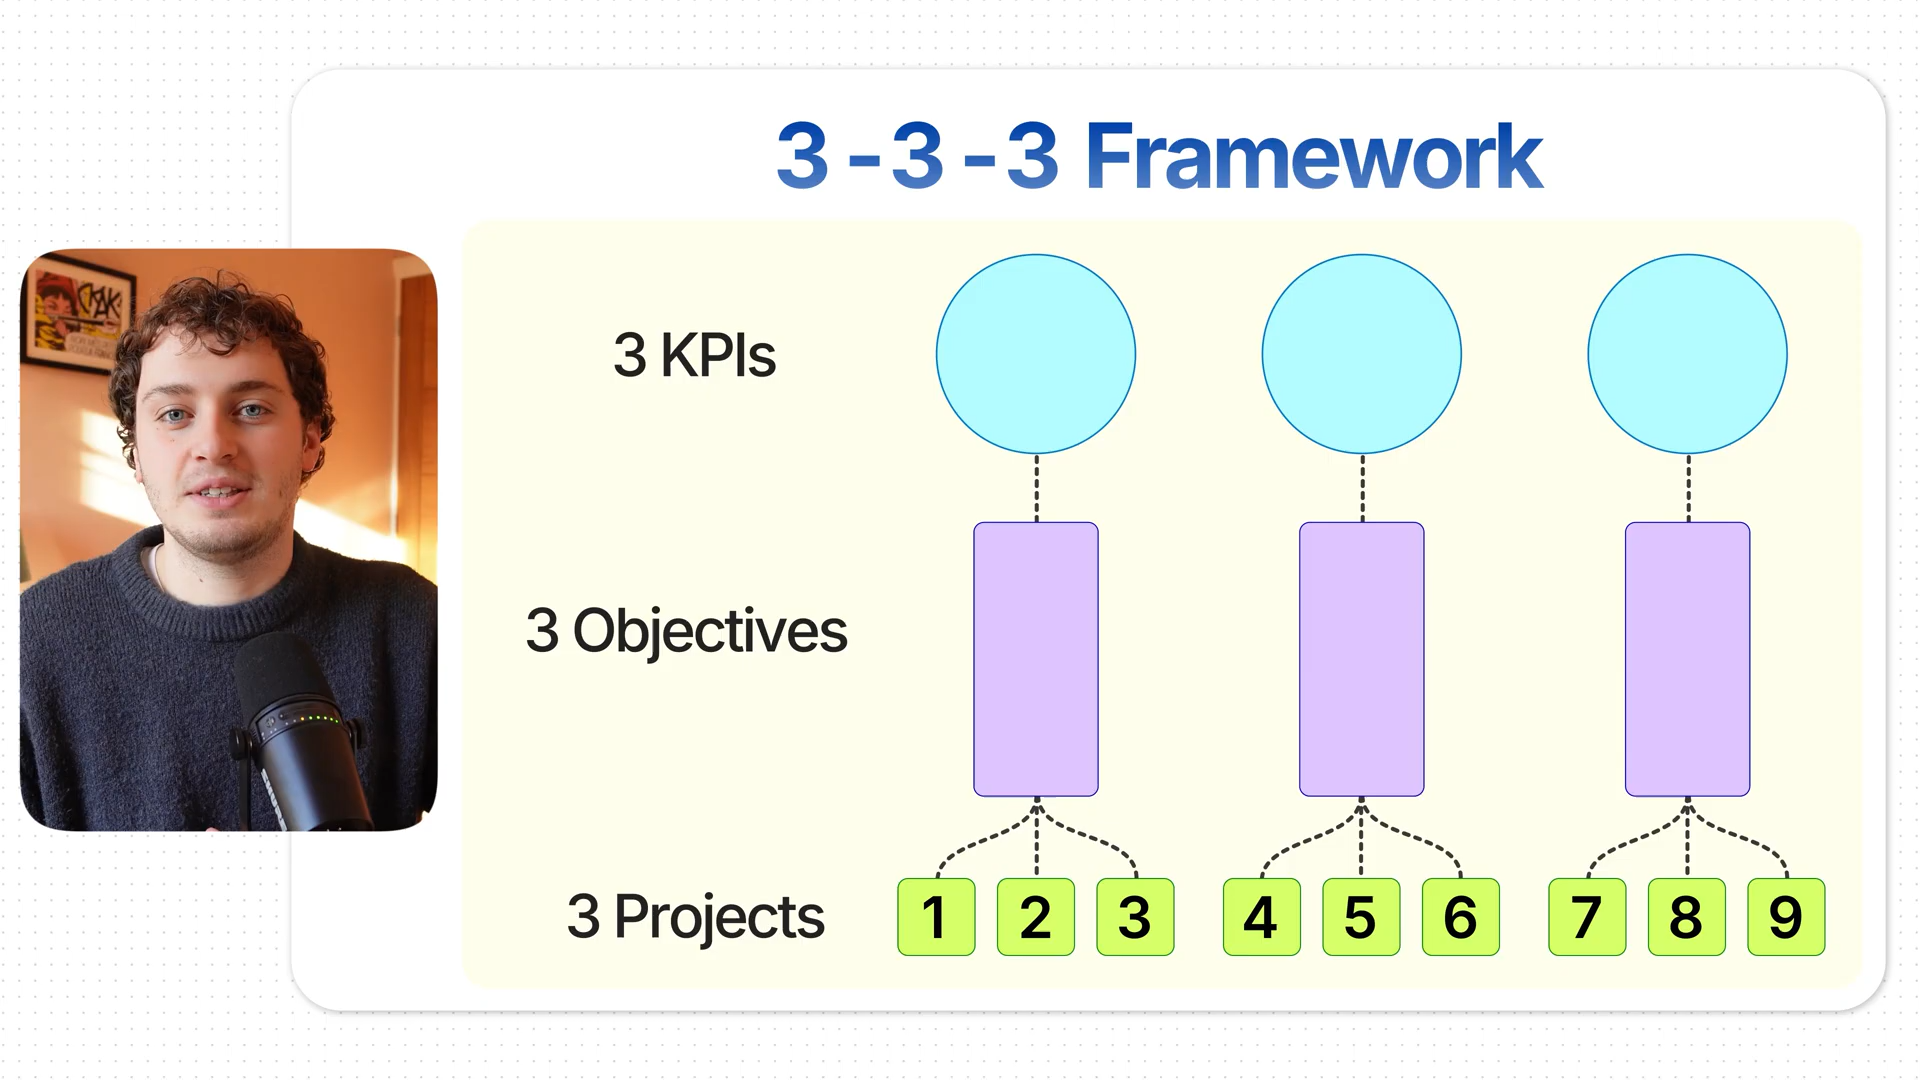 3-3-3 Framework
3 KPIs
3 Objectives
3 Projects
1 2 3 4 5 6 7 8 9